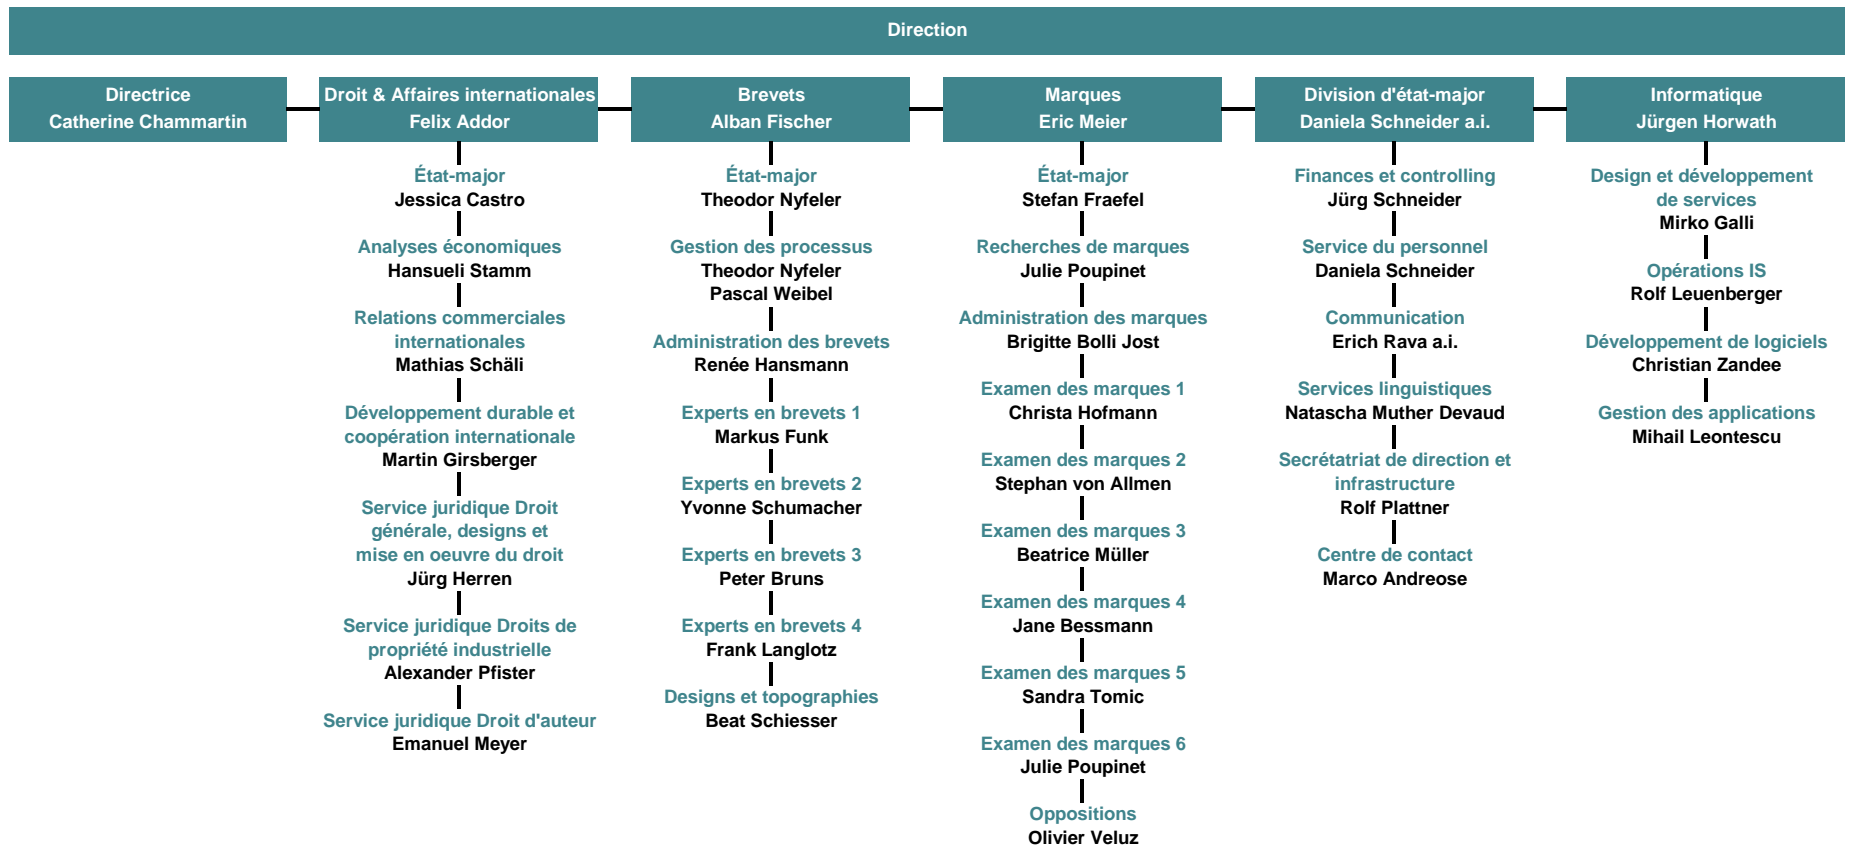 Direction
Directrice
Catherine Chammartin
Droit & Affaires internationales
Felix Addor
État-major
Jessica Castro
Analyses économiques
Hansueli Stamm
Relations commerciales
internationales
Mathias Schäli
Développement durable et
coopération internationale
Martin Girsberger
Service juridique Droit
générale, designs et
mise en oeuvre du droit
Jürg Herren
Service juridique Droits de
propriété industrielle
Alexander Pfister
Service juridique Droit d'auteur
Emanuel Meyer
Brevets
Alban Fischer
État-major
Theodor Nyfeler
Gestion des processus
Theodor Nyfeler
Pascal Weibel
Administration des brevets
Renée Hansmann
Experts en brevets 1
Markus Funk
Experts en brevets 2
Yvonne Schumacher
Experts en brevets 3
Peter Bruns
Experts en brevets 4
Frank Langlotz
Designs et topographies
Beat Schiesser
Marques
Eric Meier
État-major
Stefan Fraefel
Recherches de marques
Julie Poupinet
Administration des marques
Brigitte Bolli Jost
Examen des marques 1
Christa Hofmann
Examen des marques 2
Stephan von Allmen
Examen des marques 3
Beatrice Müller
Examen des marques 4
Jane Bessmann
Examen des marques 5
Sandra Tomic
Examen des marques 6
Julie Poupinet
Oppositions
Olivier Veluz
Division d'état-major
Daniela Schneider a.i.
Finances et controlling
Jürg Schneider
Service du personnel
Daniela Schneider
Communication
Erich Rava a.i.
Services linguistiques
Natascha Muther Devaud
Secrétatriat de direction et
infrastructure
Rolf Plattner
Centre de contact
Marco Andreose
Informatique
Jürgen Horwath
Design et développement
de services
Mirko Galli
Opérations IS
Rolf Leuenberger
Développement de logiciels
Christian Zandee
Gestion des applications
Mihail Leontescu